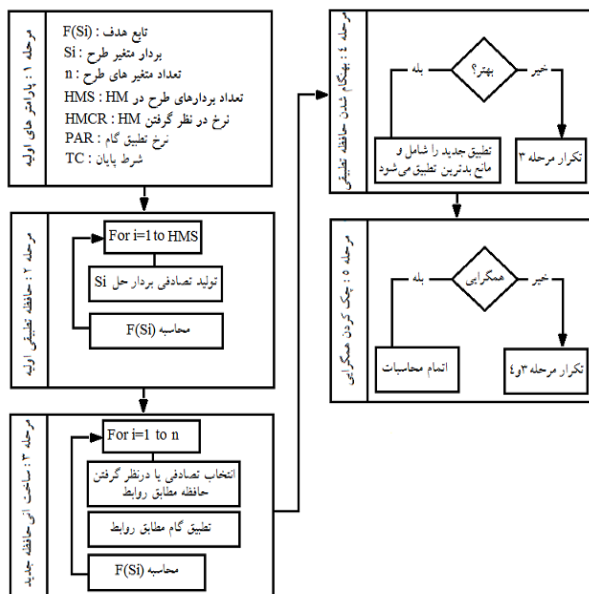 مرحله ۱ : پارامتر های اولیه
تابع هدف : F(Si)
بردار متغیر طرح : Si
تعداد متغیر های طرح : n
تعداد بردارهای طرح در HMS : HM
نرخ در نظر گرفتن HMCR : HM
نرخ تطبیق گام : PAR
شرط پایان : TC
مرحله ۲ : حافظه تطبیقی اولیه
For i=1 to HMS
تولید تصادفی بردار حل Si
محاسبه F(Si)
مرحله ۳ : ساخت انی حافظه جدید
For i=1 to n
انتخاب تصادفی یا درنظر گرفتن
حافظه مطابق روابط
تطبیق گام مطابق روابط
محاسبه F(Si)
مرحله ۴ : بهنگام شدن حافظه تطبیقی
بهتر؟
بله
خیر
تطبیق جدید را شامل و
مانع بدترین تطبیق می‌شود
تکرار مرحله ۳
مرحله ۵ : چک کردن همگرایی
همگرایی
بله
خیر
اتمام محاسبات
تکرار مرحله ۳و۴